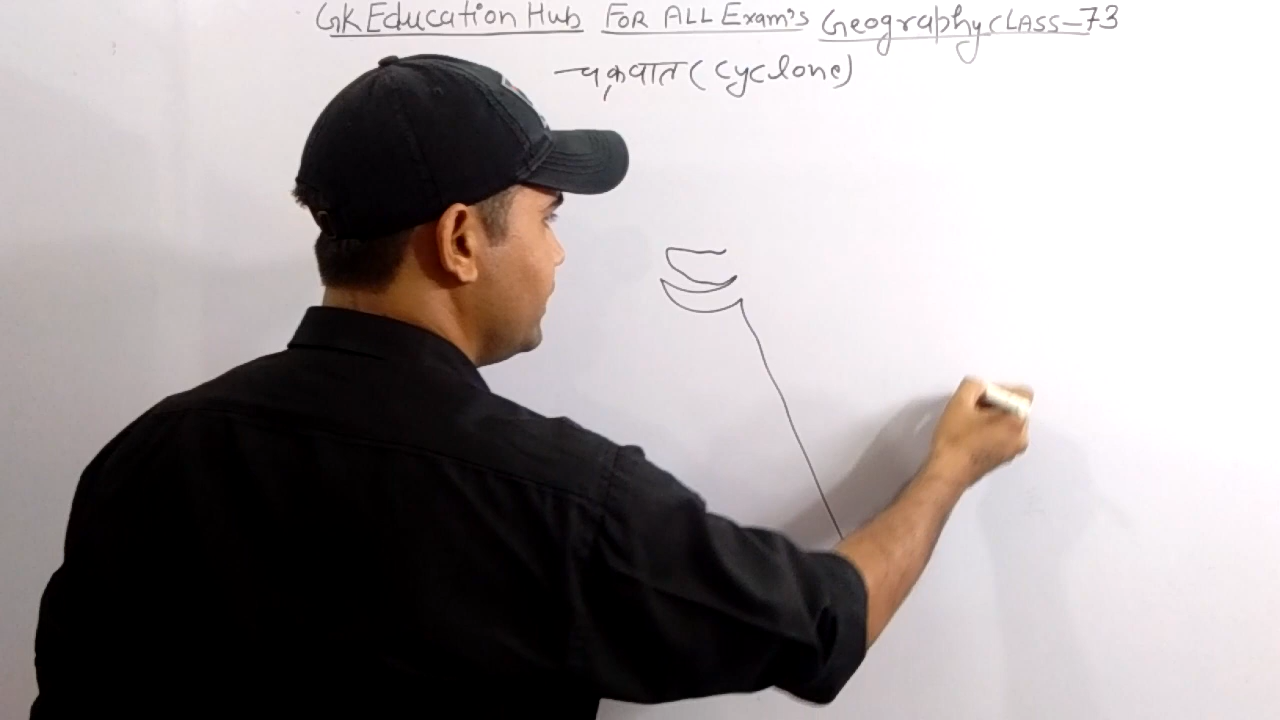 GK Education Hub For ALL Exam's Geography CLASS-73
चक्रवात (Cyclone)